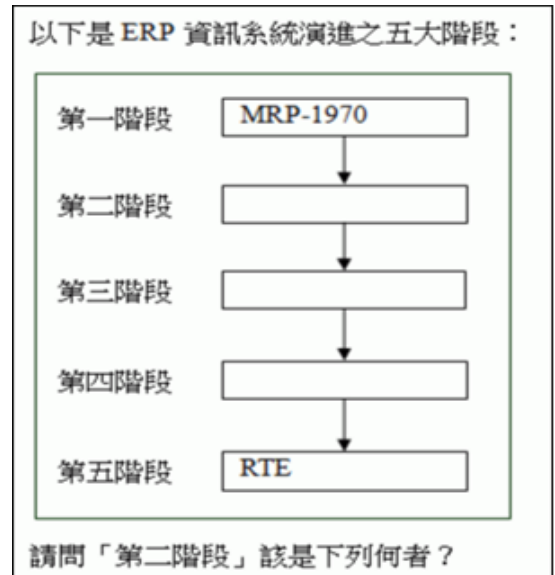 以下是 ERP 資訊系統演進之五大階段：
第一階段 MRP-1970
第二階段
第三階段
第四階段
第五階段 RTE
請問「第二階段」該是下列何者？